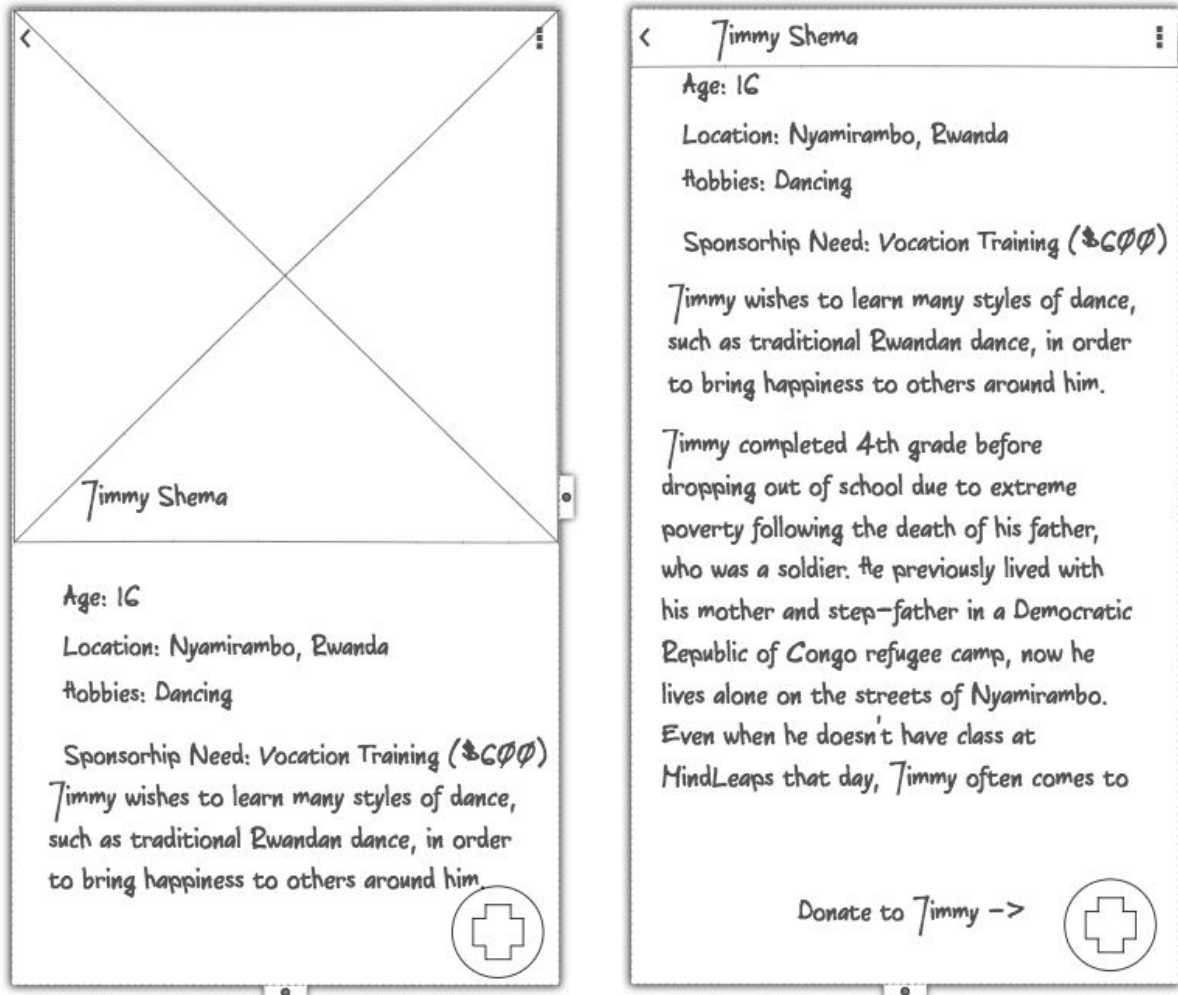 Jimmy Shema
Age: 16
Location: Nyamirambo, Rwanda
Hobbies: Dancing
Sponsorhip Need: Vocation Training ($600)
Jimmy wishes to learn many styles of dance,
such as traditional Rwandan dance, in order
to bring happiness to others around him.
Jimmy Shema
Age: 16
Location: Nyamirambo, Rwanda
Hobbies: Dancing
Sponsorhip Need: Vocation Training ($600)
Jimmy wishes to learn many styles of dance,
such as traditional Rwandan dance, in order
to bring happiness to others around him.
Jimmy completed 4th grade before
dropping out of school due to extreme
poverty following the death of his father,
who was a soldier. He previously lived with
his mother and step-father in a Democratic
Republic of Congo refugee camp, now he
lives alone on the streets of Nyamirambo.
Even when he doesn't have class at
MindLeaps that day, Jimmy often comes to
Donate to Jimmy ->